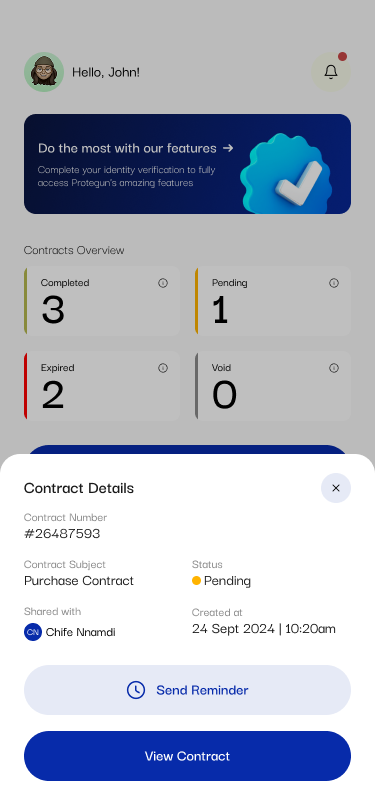 Hello, John!
Do the most with our features →
Complete your identity verification to fully
access Protegun's amazing features
Contracts Overview
Completed
3
Pending
1
Expired
2
Void
0
Contract Details
Contract Number
#26487593
Contract Subject
Purchase Contract
Status
Pending
Shared with
CN Chife Nnamdi
Created at
24 Sept 2024 | 10:20am
Send Reminder
View Contract